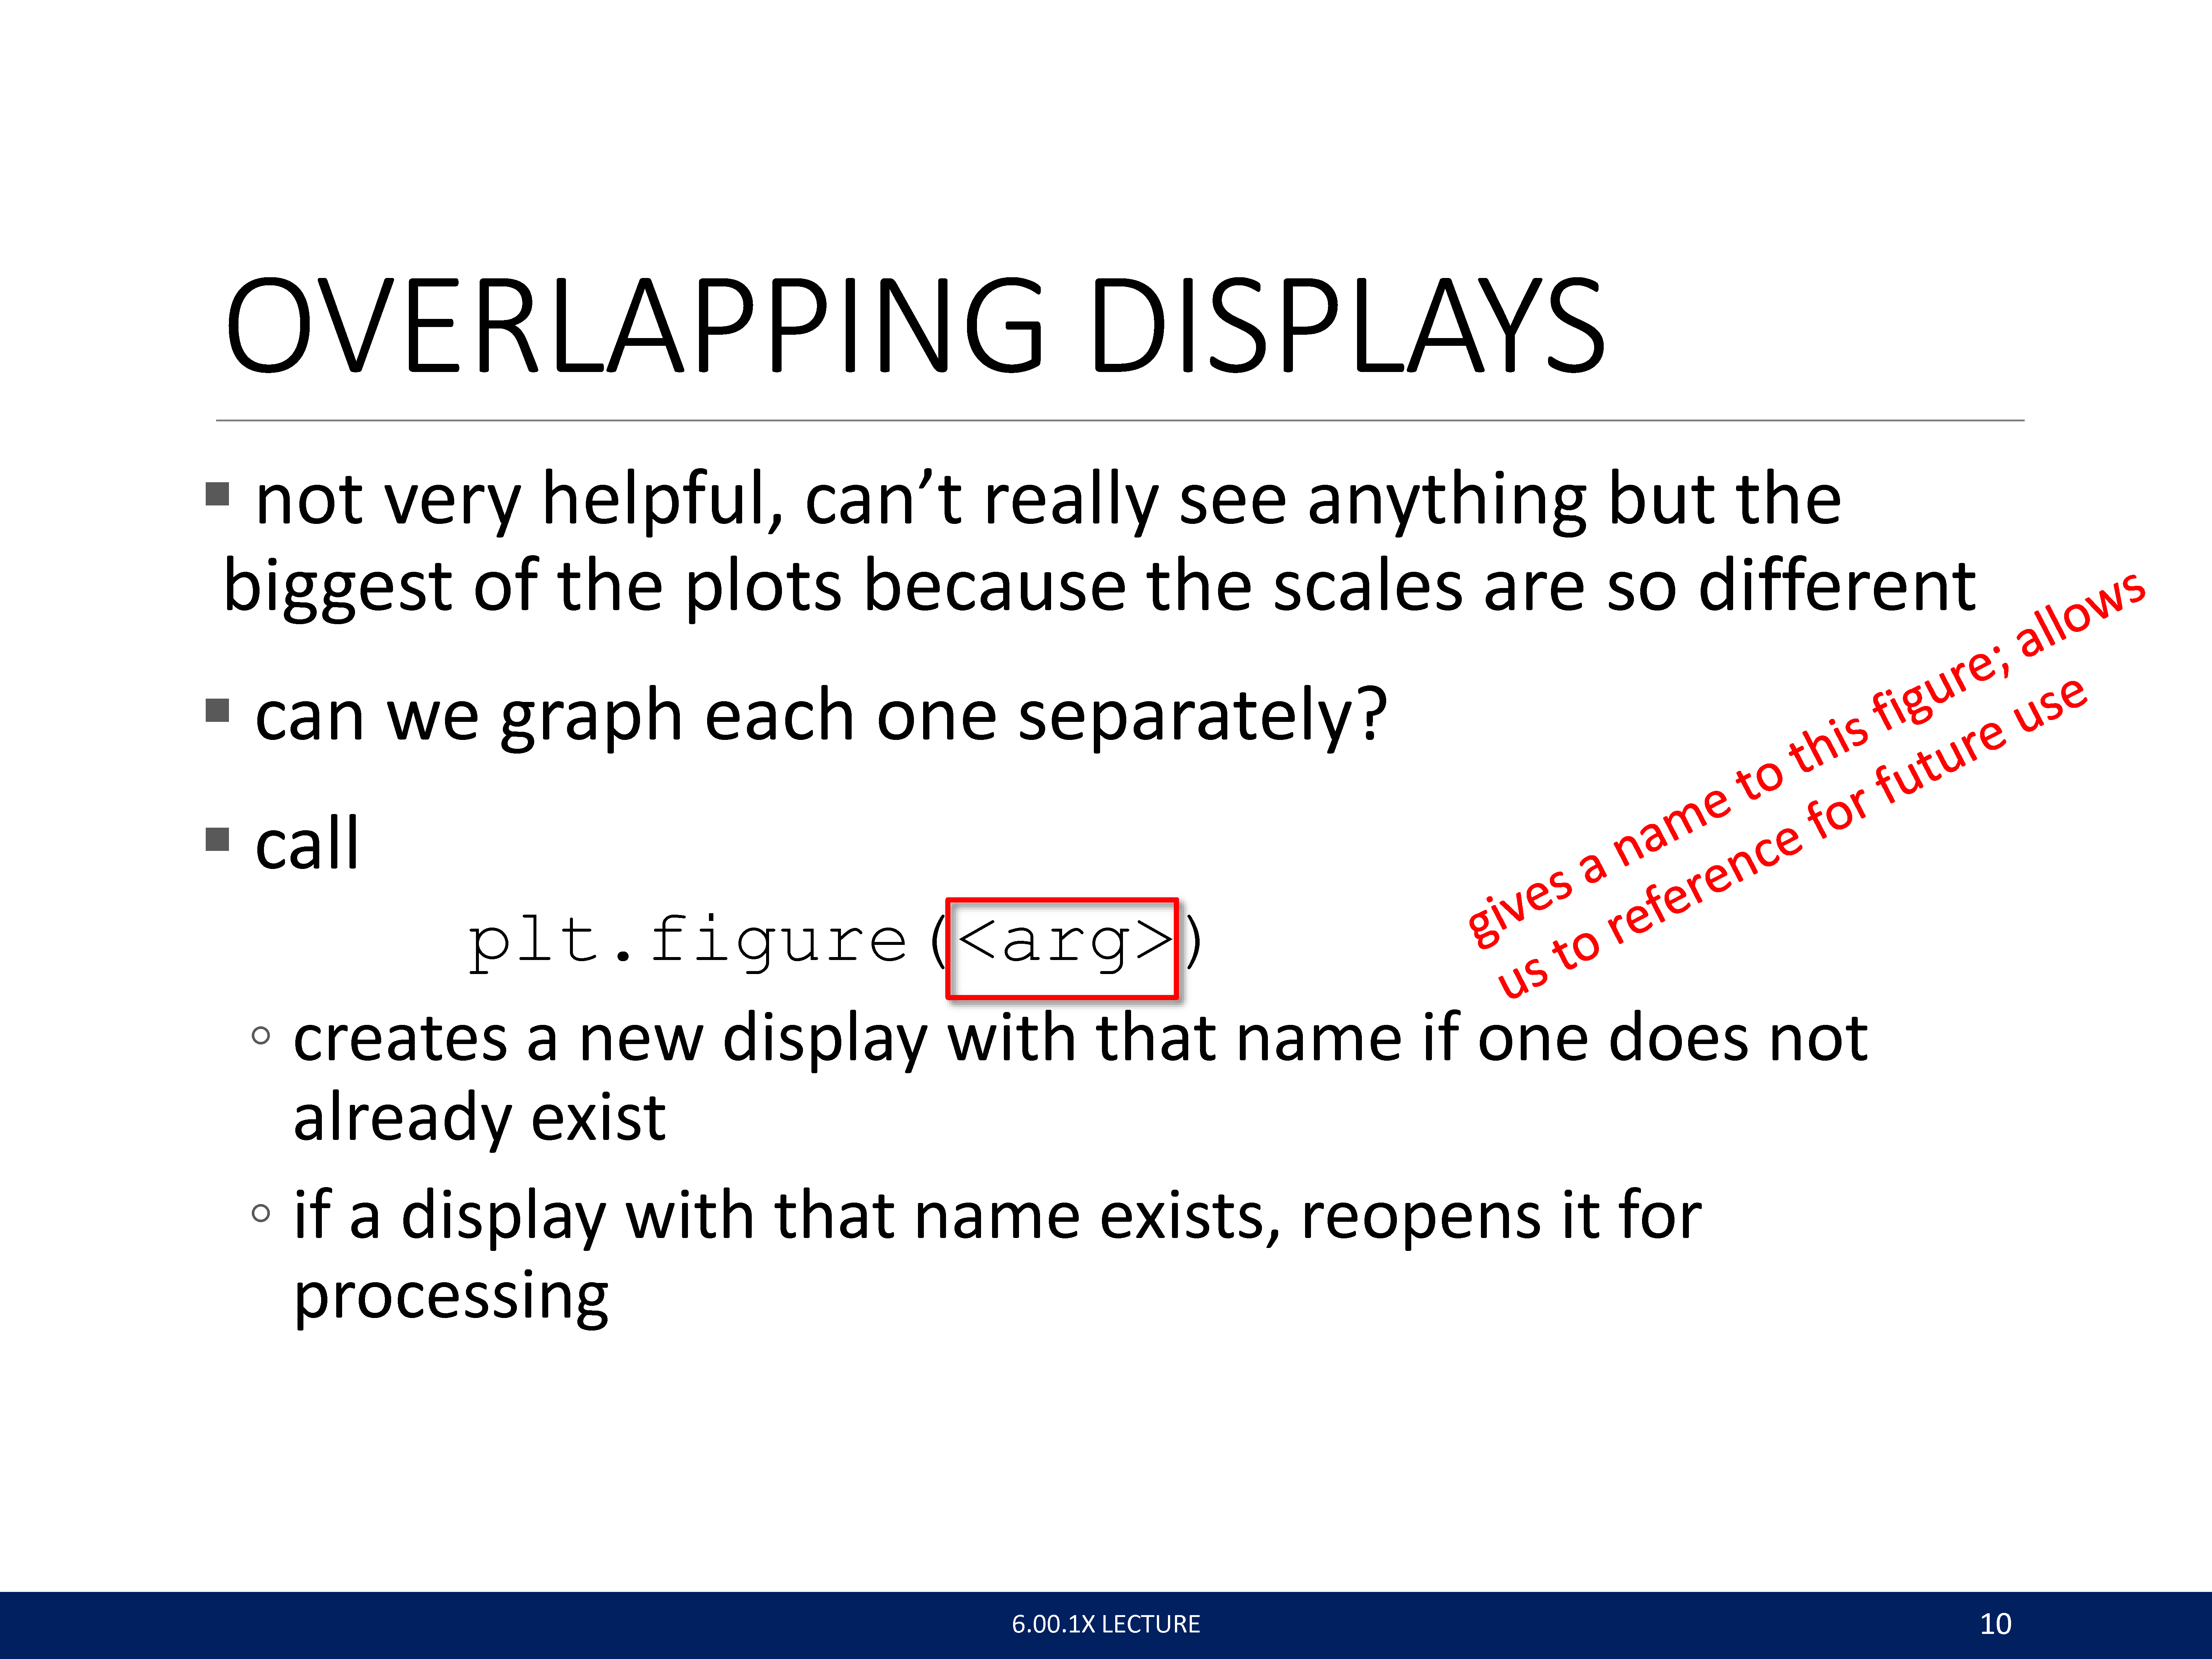 OVERLAPPING DISPLAYS
▪ not very helpful, can’t really see anything but the
biggest of the plots because the scales are so different
▪ can we graph each one separately?
▪ call
plt.figure(<arg>)
gives a name to this figure; allows
us to reference for future use
◦ creates a new display with that name if one does not
already exist
◦ if a display with that name exists, reopens it for
processing
6.00.1X LECTURE
10